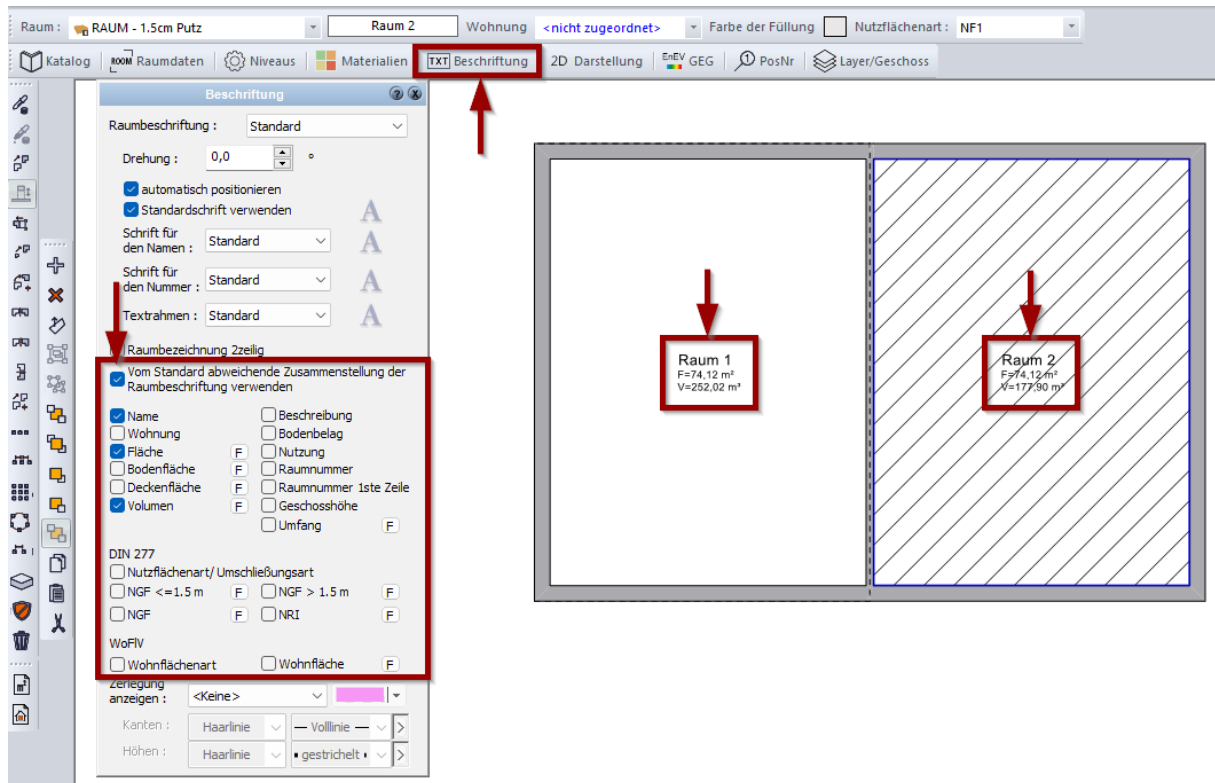 Raum : RAUM - 1.5cm Putz Raum 2 Wohnung <nicht zugeordnet> Farbe der Füllung Nutzflächenart : NF1
Katalog ROOM Raumdaten Niveaus Materialien TXT Beschriftung 2D Darstellung EnEV GEG PosNr Layer/Geschoss
Beschriftung
Raumbeschriftung : Standard
Drehung : 0,0 °
automatisch positionieren
Standardschrift verwenden A
Schrift für
den Namen : Standard A
Schrift für
den Nummer : Standard A
Textrahmen : Standard A
Raumbezeichnung 2zeilig
Vom Standard abweichende Zusammenstellung der
Raumbeschriftung verwenden
Name Beschreibung
Wohnung Bodenbelag
Fläche F Nutzung
Bodenfläche F Raumnummer
Deckenfläche F Raumnummer 1ste Zeile
Volumen F Geschosshöhe
Umfang F
DIN 277
Nutzflächenart/ Umschließungsart
NGF <=1.5 m F NGF > 1.5 m F
NGF F NRI F
WoFlV
Wohnflächenart Wohnfläche F
Zerlegung
anzeigen : <Keine>
Kanten : Haarlinie Volllinie >
Höhen : Haarlinie gestrichelt >
Raum 1
F=74,12 m²
V=252,02 m³
Raum 2
F=74,12 m²
V=177,90 m³